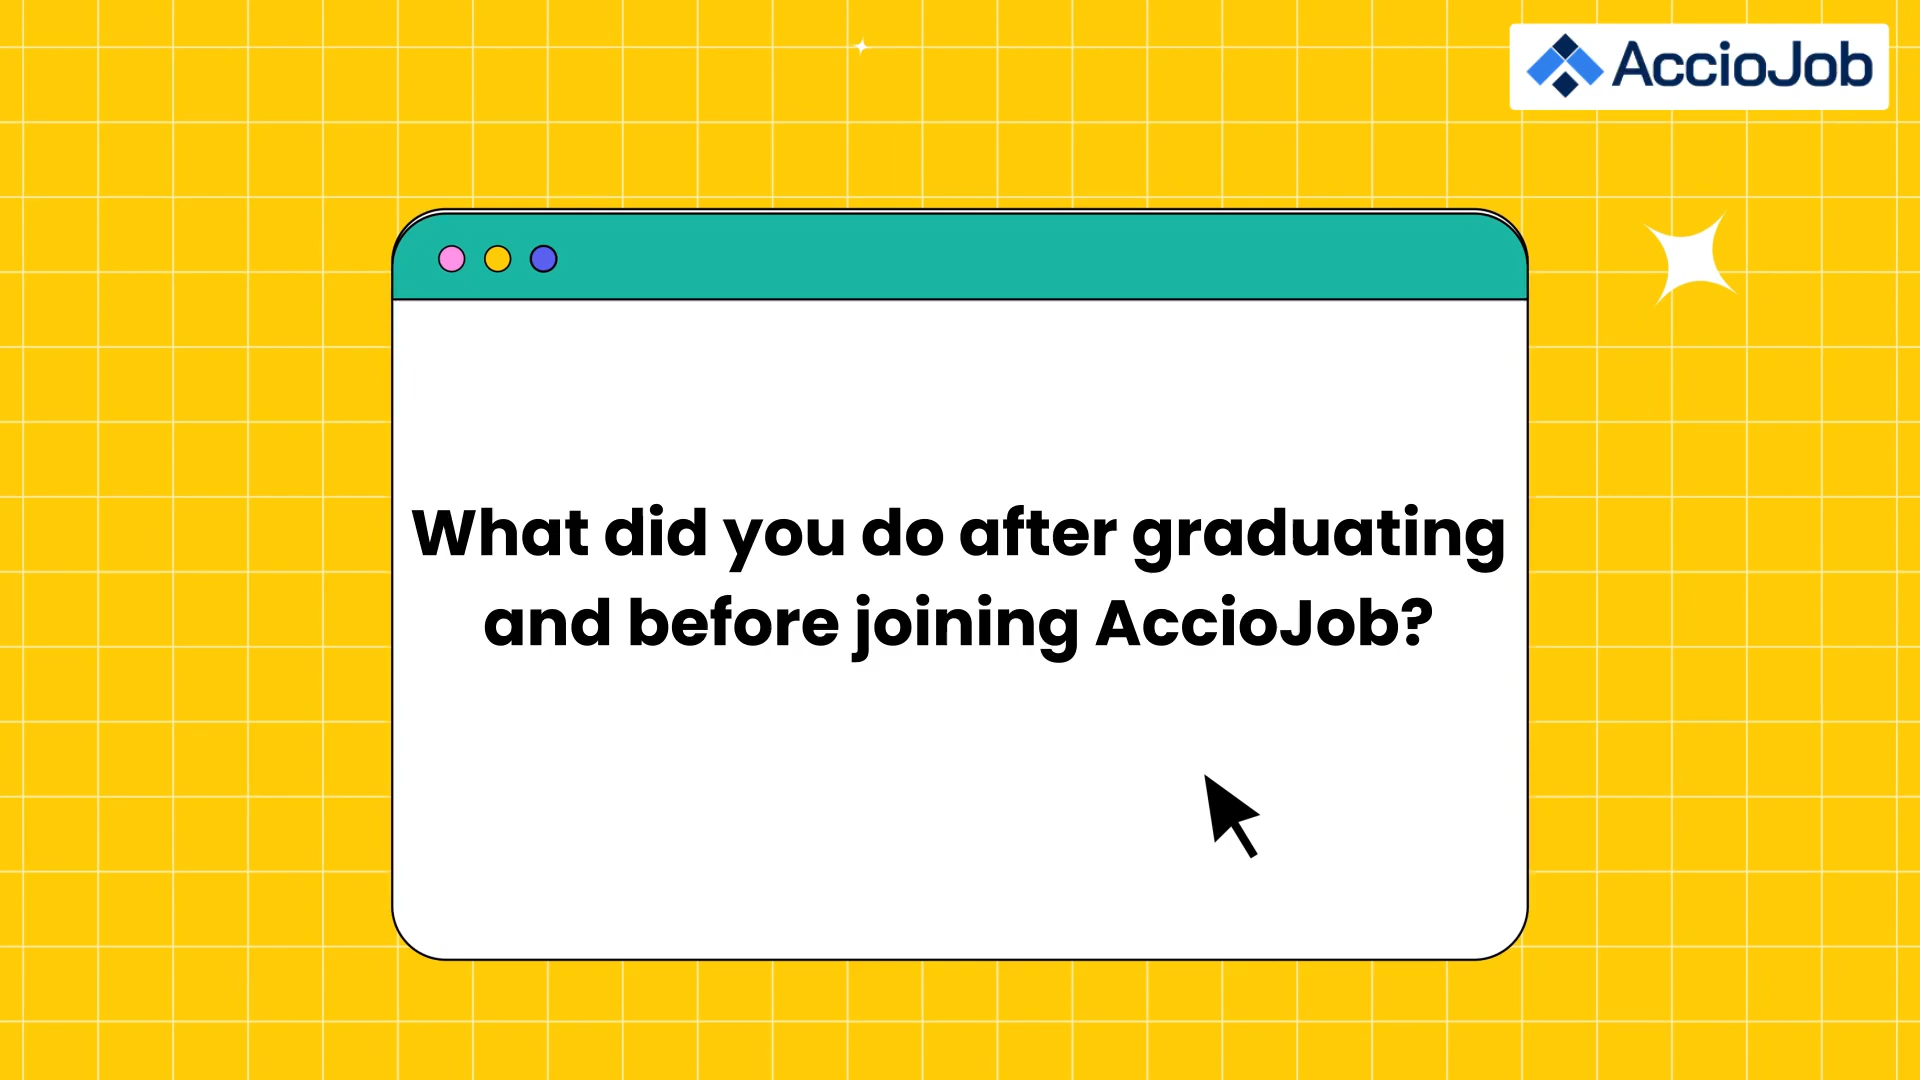 AccioJob
What did you do after graduating
and before joining AccioJob?